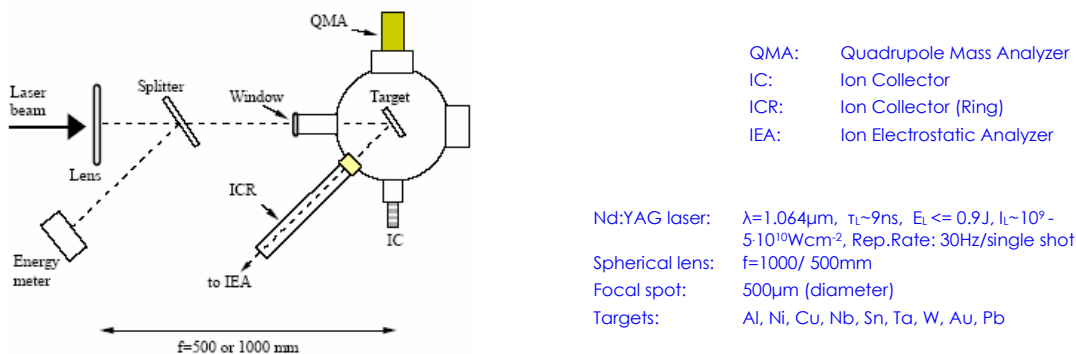 QMA
Laser
beam
Splitter
Window
Target
Lens
ICR
IC
Energy
meter
to IEA
f=500 or 1000 mm
QMA: Quadrupole Mass Analyzer
IC: Ion Collector
ICR: Ion Collector (Ring)
IEA: Ion Electrostatic Analyzer
Nd:YAG laser: λ=1.064µm, τL~9ns, EL <= 0.9J, IL~10⁹ -
5·10¹⁰Wcm⁻², Rep.Rate: 30Hz/single shot
Spherical lens: f=1000/ 500mm
Focal spot: 500µm (diameter)
Targets: Al, Ni, Cu, Nb, Sn, Ta, W, Au, Pb